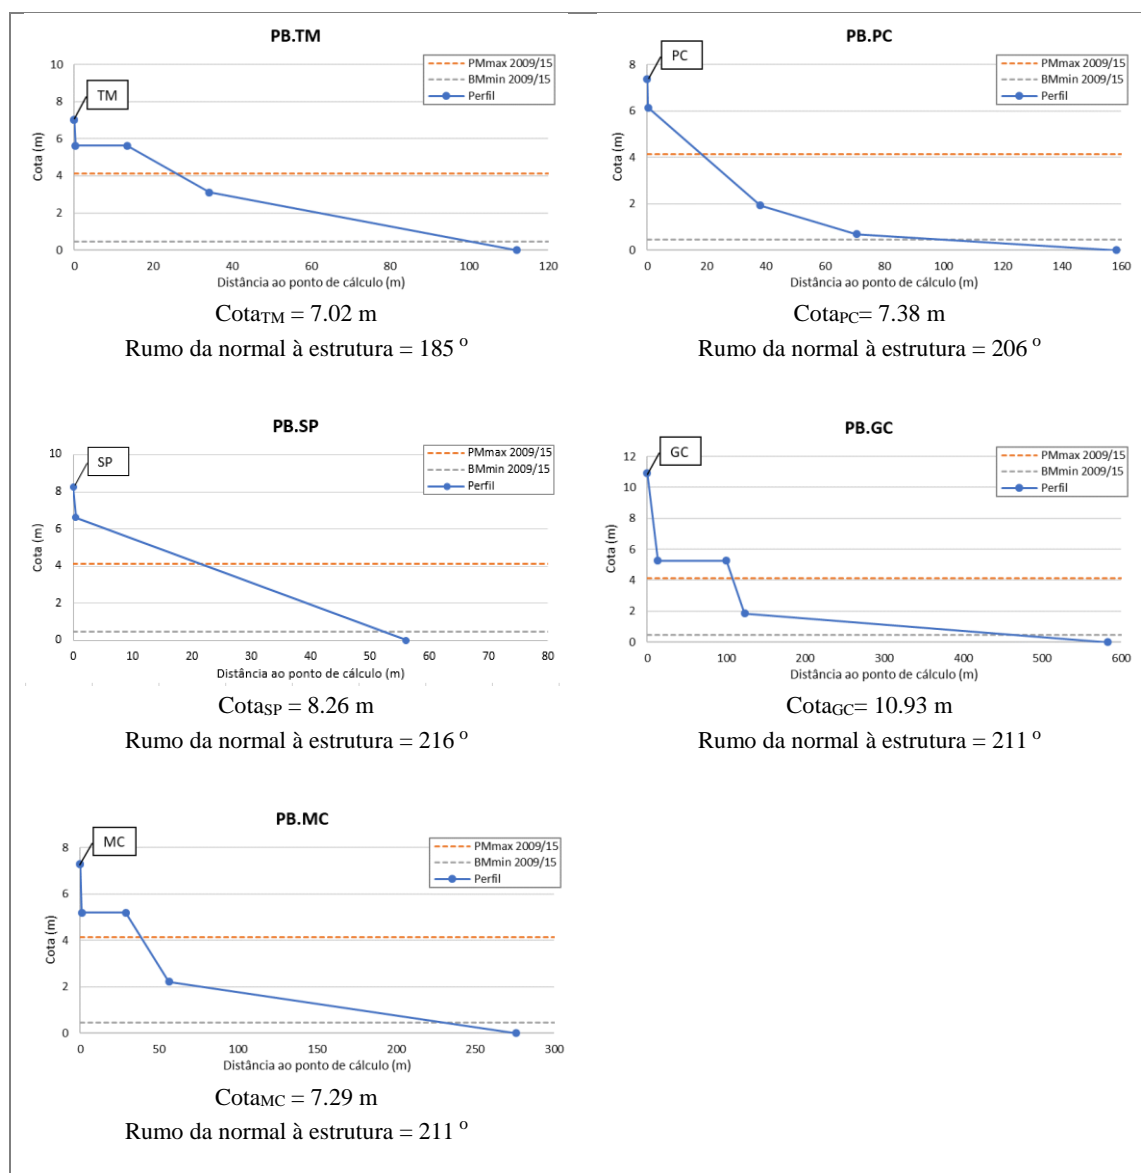 PB.TM
PMmax 2009/15
BMmin 2009/15
Perfil
TM
10
8
6
4
2
0
Cota (m)
0 20 40 60 80 100 120
Distância ao ponto de cálculo (m)
CotaTM = 7.02 m
Rumo da normal à estrutura = 185 º
PB.PC
PMmax 2009/15
BMmin 2009/15
Perfil
PC
8
6
4
2
0
Cota (m)
0 20 40 60 80 100 120 140 160
Distância ao ponto de cálculo (m)
CotaPC= 7.38 m
Rumo da normal à estrutura = 206 º
PB.SP
PMmax 2009/15
BMmin 2009/15
Perfil
SP
10
8
6
4
2
0
Cota (m)
0 10 20 30 40 50 60 70 80
Distância ao ponto de cálculo (m)
CotaSP = 8.26 m
Rumo da normal à estrutura = 216 º
PB.GC
PMmax 2009/15
BMmin 2009/15
Perfil
GC
12
10
8
6
4
2
0
Cota (m)
0 100 200 300 400 500 600
Distância ao ponto de cálculo (m)
CotaGC= 10.93 m
Rumo da normal à estrutura = 211 º
PB.MC
PMmax 2009/15
BMmin 2009/15
Perfil
MC
8
6
4
2
0
Cota (m)
0 50 100 150 200 250 300
Distância ao ponto de cálculo (m)
CotaMC = 7.29 m
Rumo da normal à estrutura = 211 º